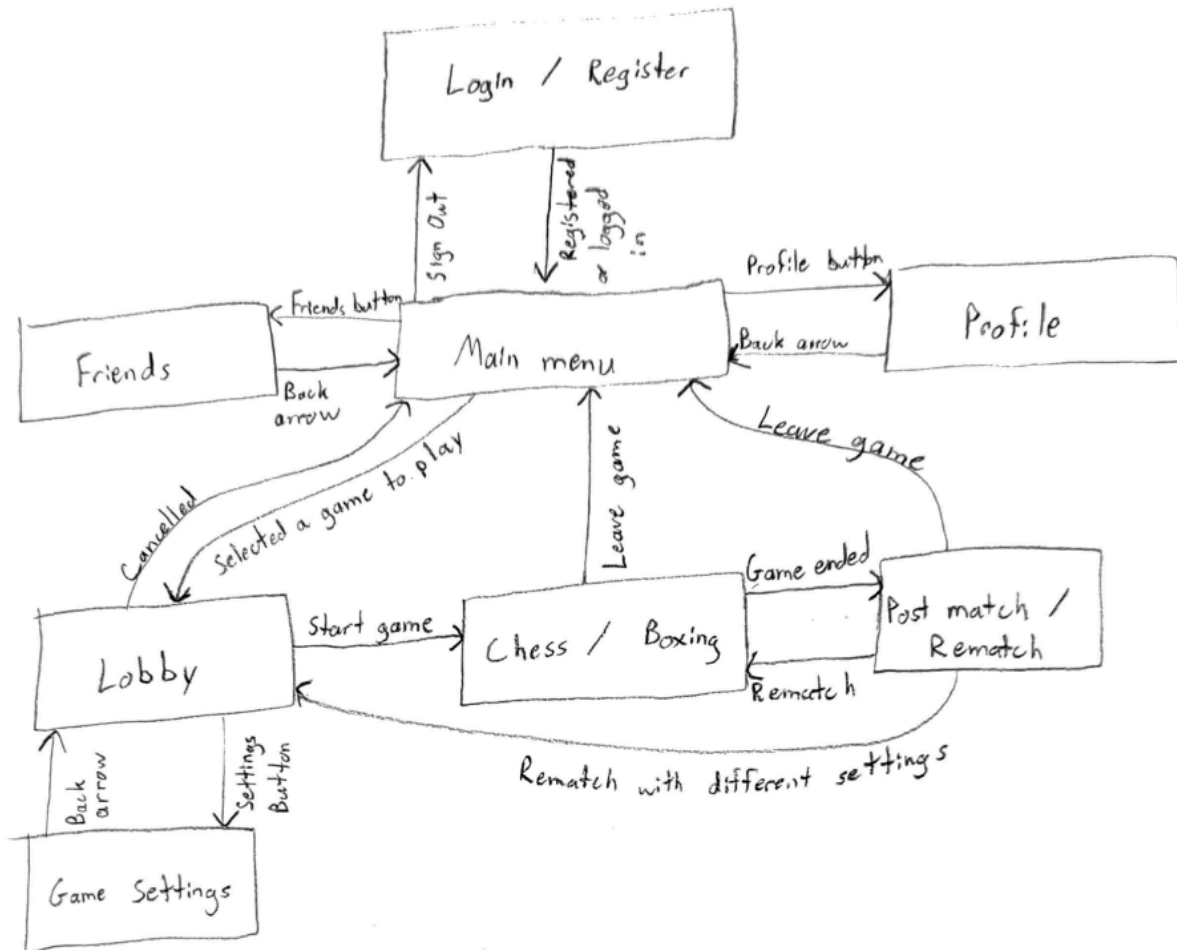 Login / Register
Sign Out
Registered
or logged
in
Friends button
Profile button
Friends
Main menu
Profile
Back
arrow
Back arrow
Cancelled
Selected a game to play
Leave game
Leave game
Lobby
Start game
Chess / Boxing
Game ended
Rematch
Post match /
Rematch
Back
arrow
Settings
Button
Rematch with different settings
Game Settings